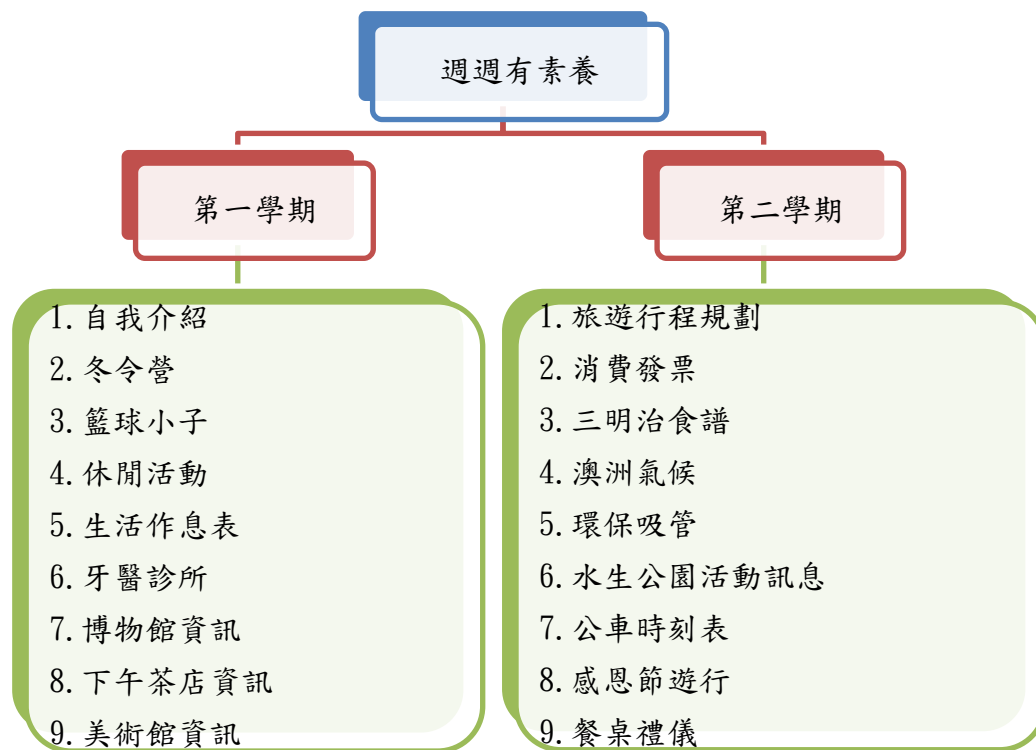 週週有素養
第一學期
1.自我介紹
2.冬令營
3.籃球小子
4.休閒活動
5.生活作息表
6.牙醫診所
7.博物館資訊
8.下午茶店資訊
9.美術館資訊
第二學期
1.旅遊行程規劃
2.消費發票
3.三明治食譜
4.澳洲氣候
5.環保吸管
6.水生公園活動訊息
7.公車時刻表
8.感恩節遊行
9.餐桌禮儀